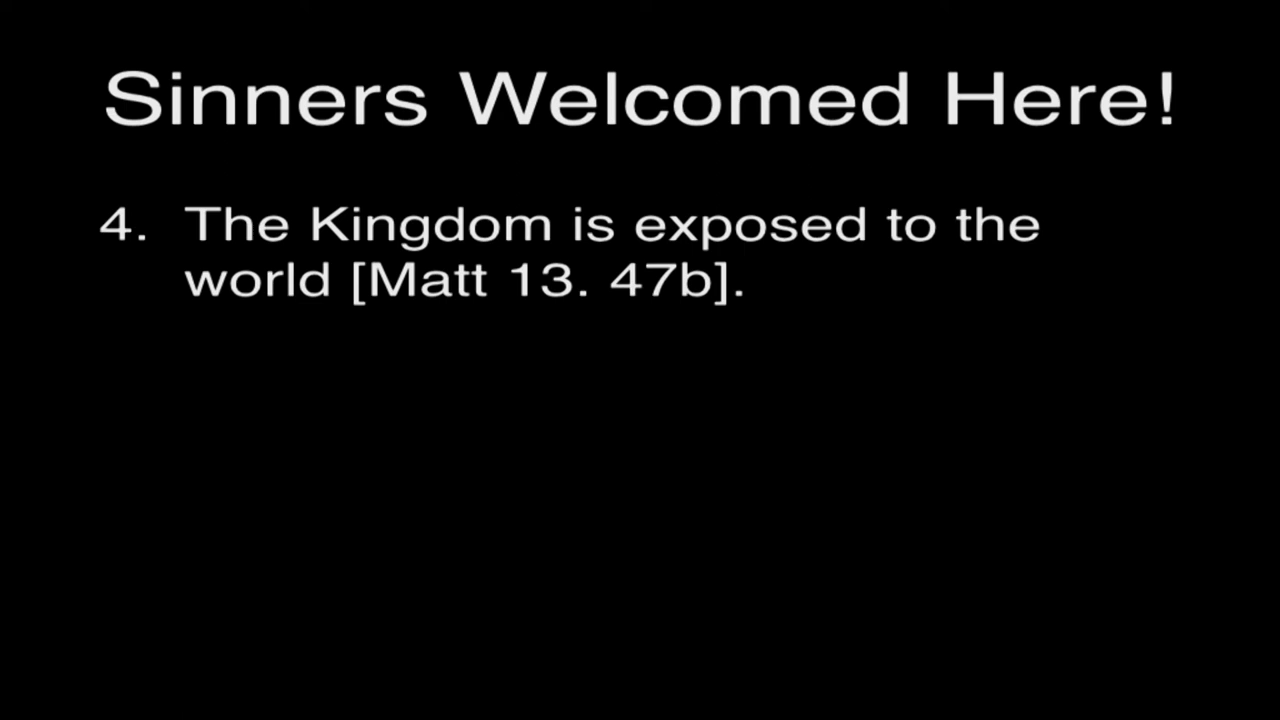 Sinners Welcomed Here!
4. The Kingdom is exposed to the
world [Matt 13. 47b].